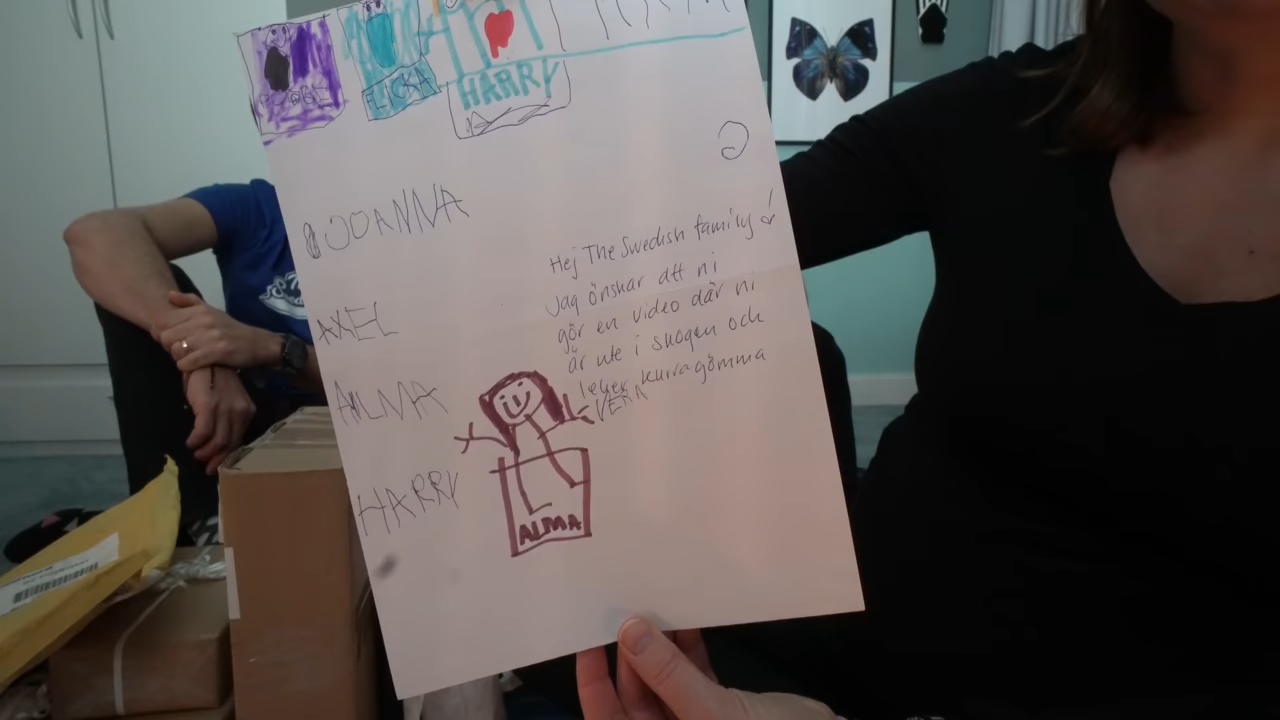 FLICKA
HARRY
JOANNA
AXEL
ALMA
HARRY
Hej The Swedish family!
Jag önskar att ni
gör en video där ni
är ute i skogen och
leker kurragömma
VERA
ALMA